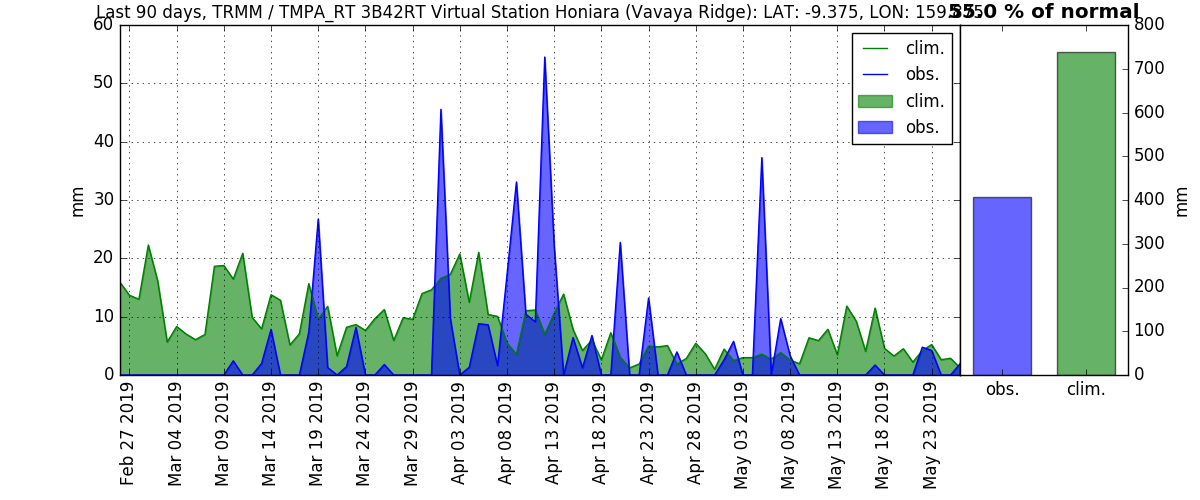 Last 90 days, TRMM / TMPA_RT 3B42RT Virtual Station Honiara (Vavaya Ridge): LAT: -9.375, LON: 159.875
55.0 % of normal
60
50
40
30
20
10
0
mm
clim.
obs.
clim.
obs.
800
700
600
500
400
300
200
100
0
mm
obs.
clim.
Feb 27 2019
Mar 04 2019
Mar 09 2019
Mar 14 2019
Mar 19 2019
Mar 24 2019
Mar 29 2019
Apr 03 2019
Apr 08 2019
Apr 13 2019
Apr 18 2019
Apr 23 2019
Apr 28 2019
May 03 2019
May 08 2019
May 13 2019
May 18 2019
May 23 2019